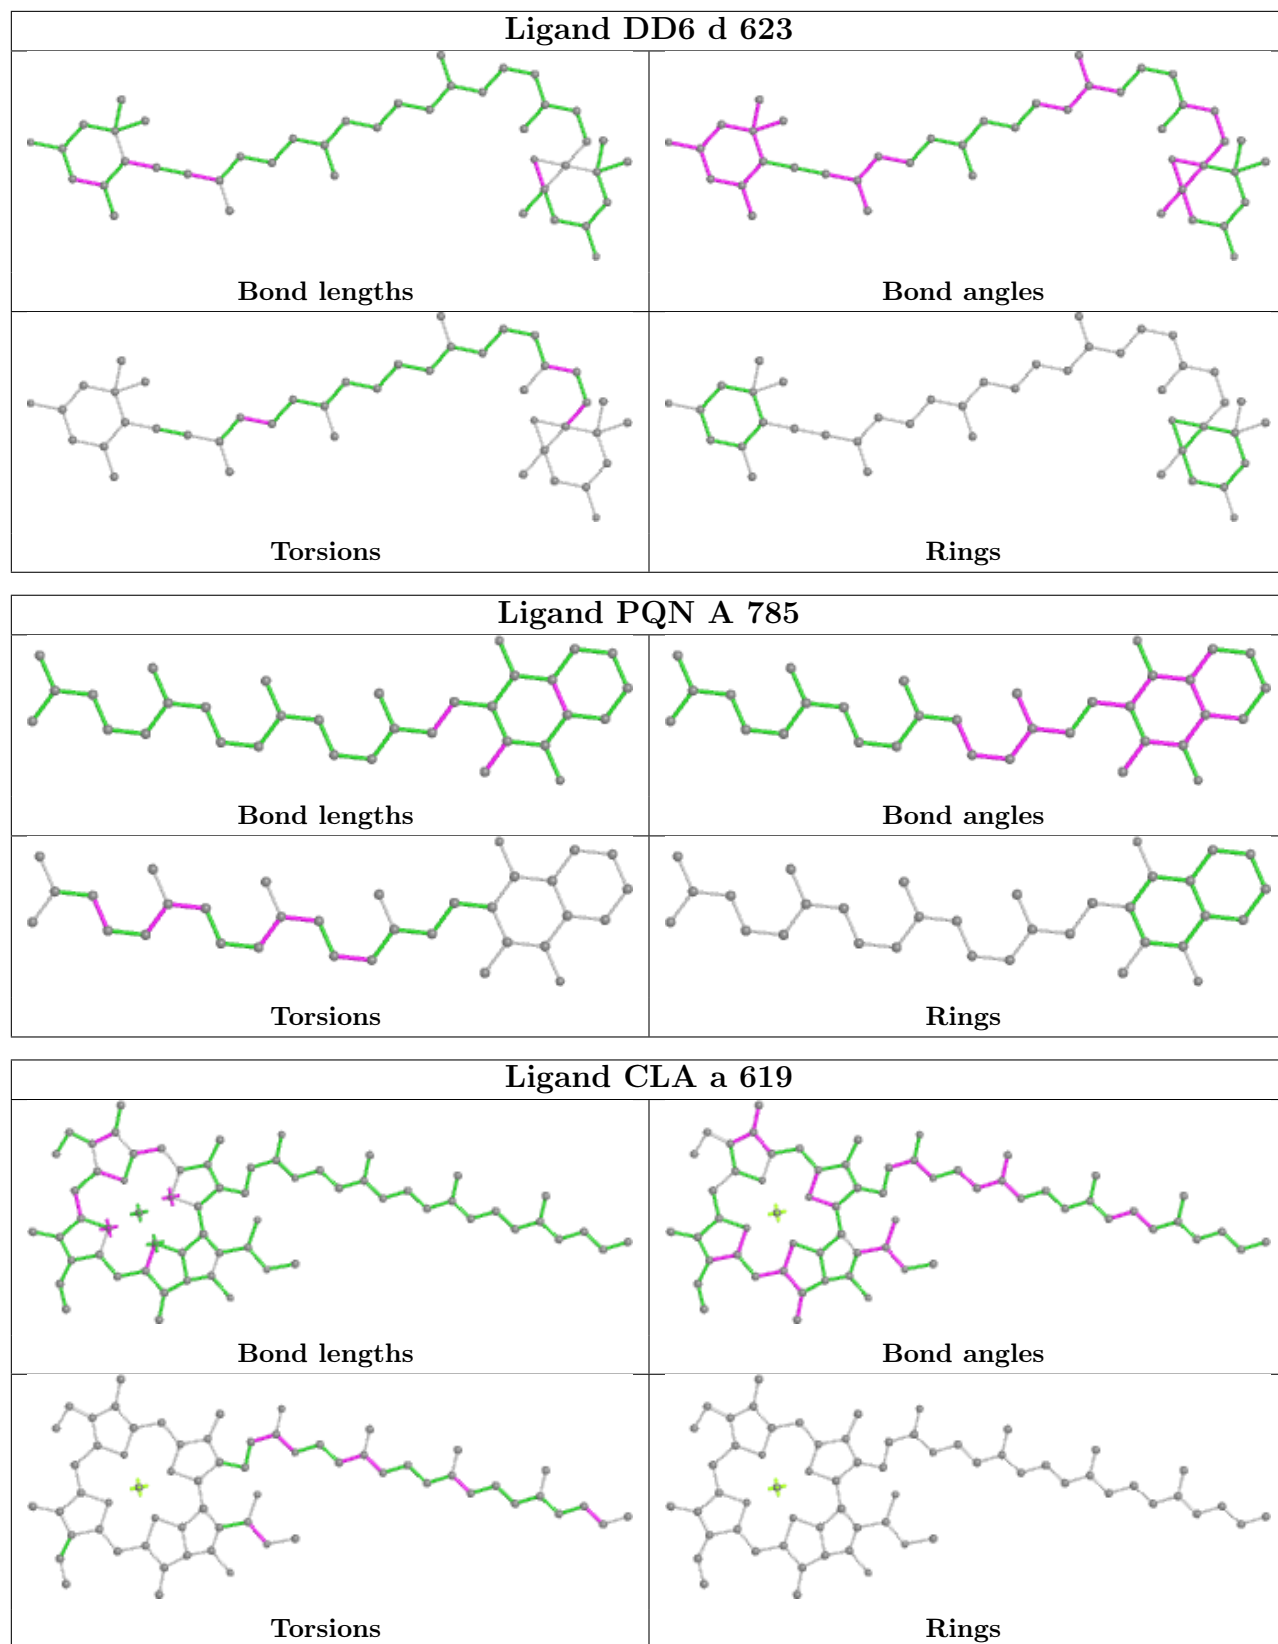 Ligand DD6 d 623
Bond lengths
Bond angles
Torsions
Rings
Ligand PQN A 785
Bond lengths
Bond angles
Torsions
Rings
Ligand CLA a 619
Bond lengths
Bond angles
Torsions
Rings